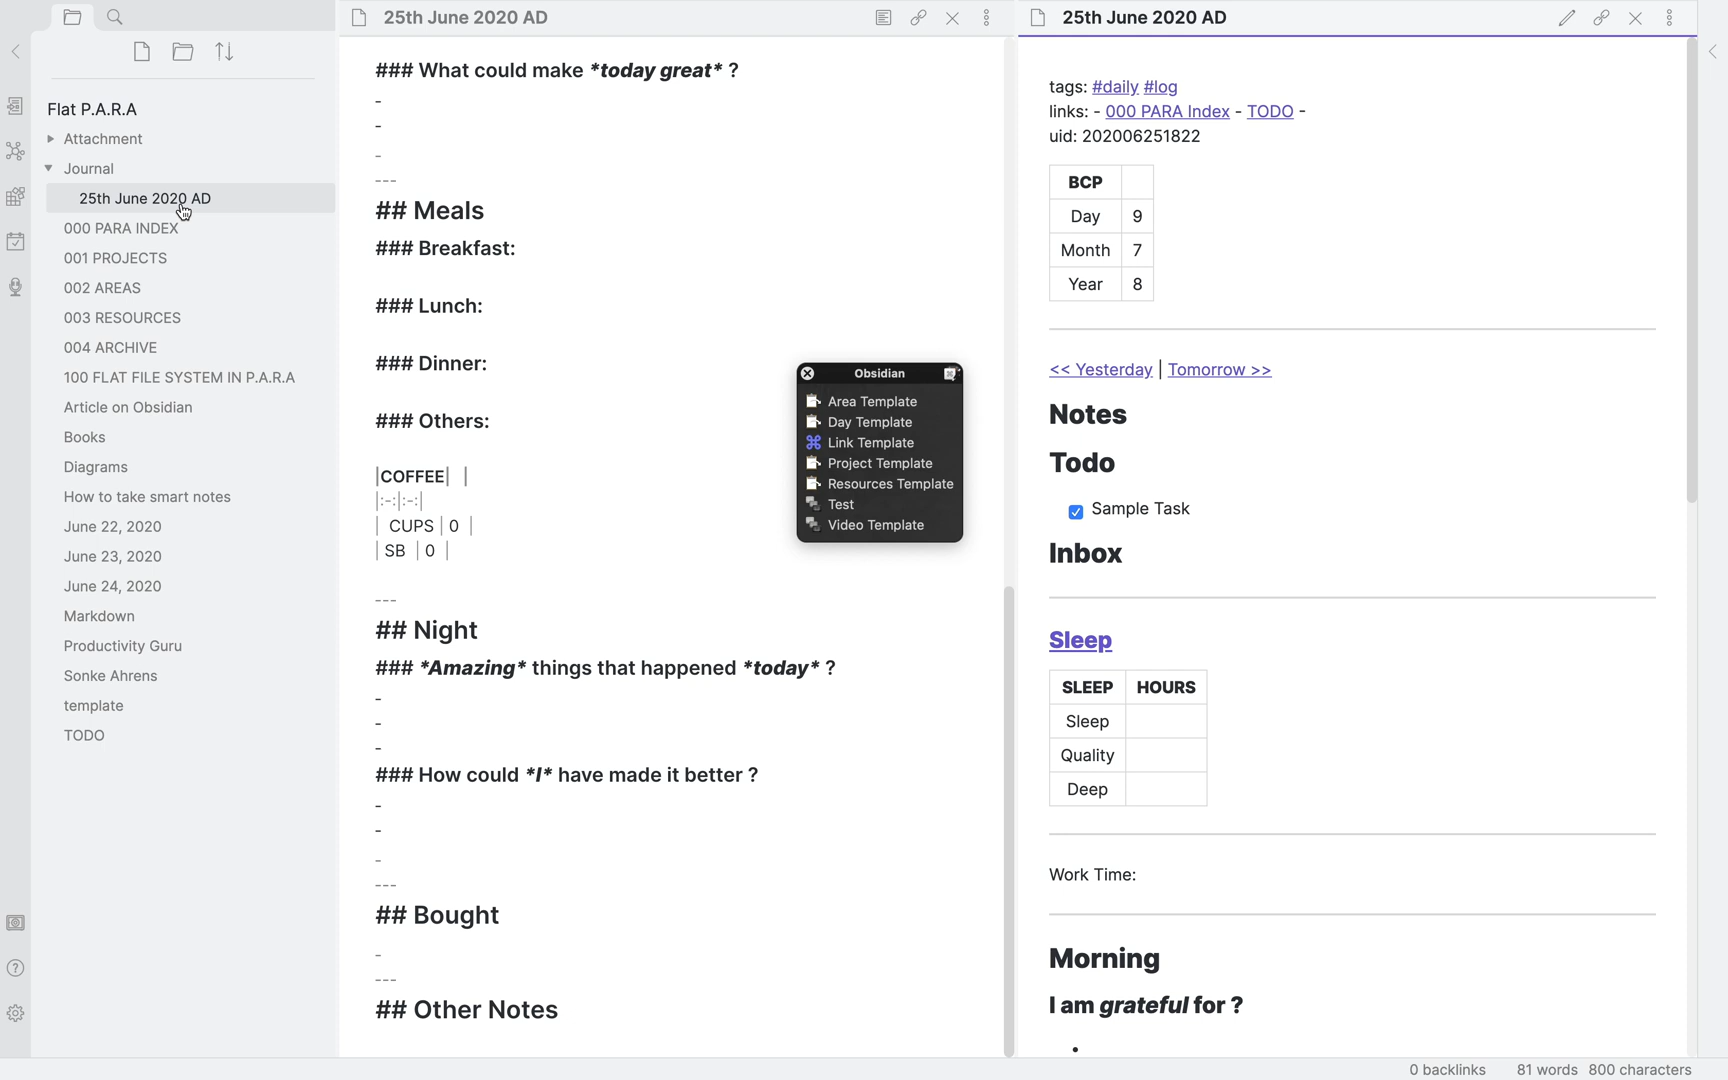 25th June 2020 AD
25th June 2020 AD
Flat P.A.R.A
Attachment
Journal
25th June 2020 AD
000 PARA INDEX
001 PROJECTS
002 AREAS
003 RESOURCES
004 ARCHIVE
100 FLAT FILE SYSTEM IN P.A.R.A
Article on Obsidian
Books
Diagrams
How to take smart notes
June 22, 2020
June 23, 2020
June 24, 2020
Markdown
Productivity Guru
Sonke Ahrens
template
TODO
### What could make *today great* ?
-
-
-
---
## Meals
### Breakfast:
### Lunch:
### Dinner:
### Others:
|COFFEE| |
|:-:|:-:|
| CUPS | 0 |
| SB | 0 |
---
## Night
### *Amazing* things that happened *today* ?
-
-
-
### How could *I* have made it better ?
-
-
-
---
## Bought
-
---
## Other Notes
Obsidian
Area Template
Day Template
Link Template
Project Template
Resources Template
Test
Video Template
tags: #daily #log
links: - 000 PARA Index - TODO -
uid: 202006251822
BCP
Day 9
Month 7
Year 8
<< Yesterday | Tomorrow >>
Notes
Todo
Sample Task
Inbox
Sleep
SLEEP HOURS
Sleep
Quality
Deep
Work Time:
Morning
I am grateful for ?
0 backlinks 81 words 800 characters